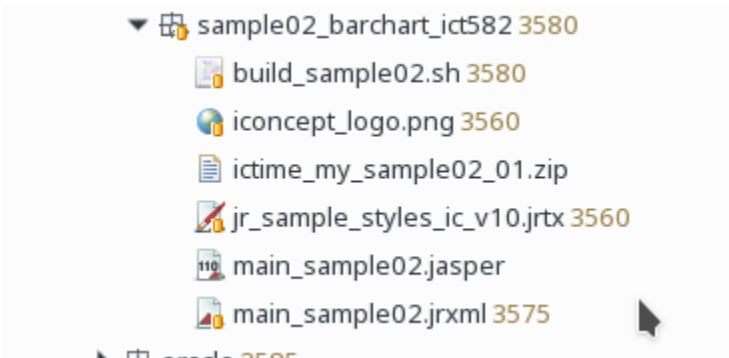 sample02_barchart_ict582 3580
build_sample02.sh 3580
iconcept_logo.png 3560
ictime_my_sample02_01.zip
jr_sample_styles_ic_v10.jrtx 3560
main_sample02.jasper
main_sample02.jrxml 3575